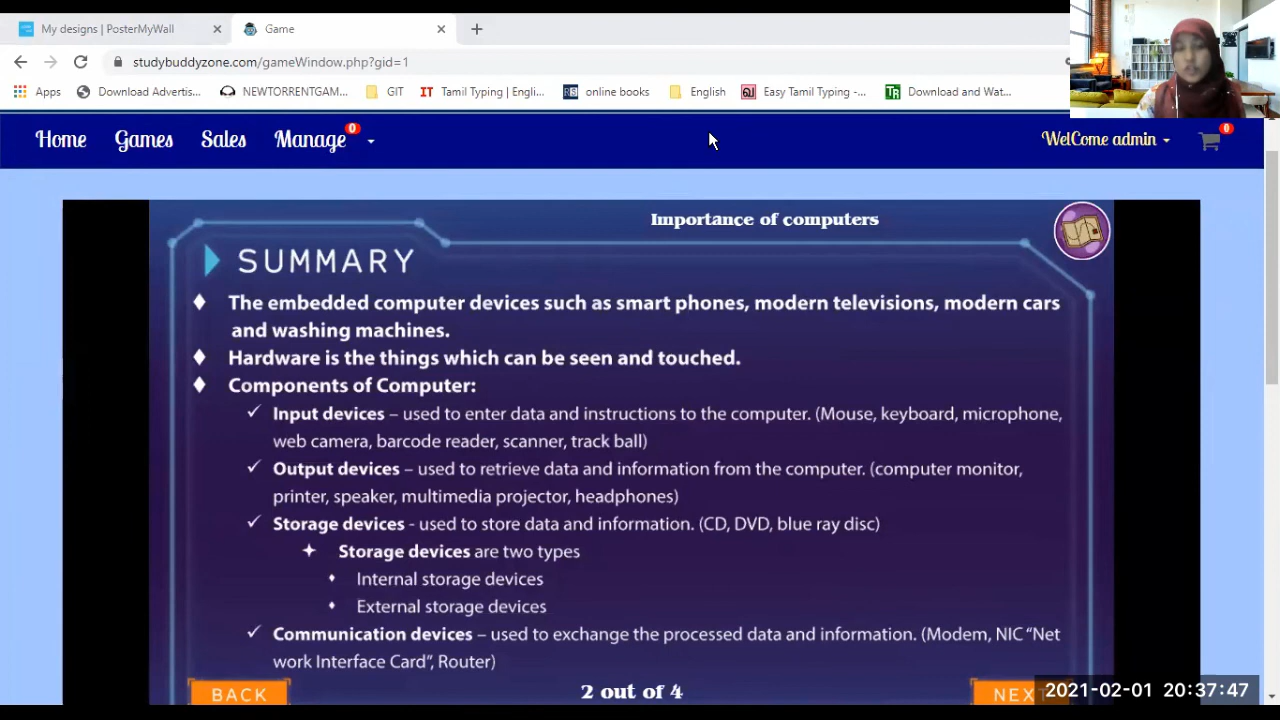 My designs | PosterMyWall
Game
studybuddyzone.com/gameWindow.php?gid=1
Apps Download Advertis... NEWTORRENTGAM... GIT IT Tamil Typing | Engli... RS online books English Easy Tamil Typing -... TR Download and Wat...
Home Games Sales Manage 0 WelCome admin 0
Importance of computers
SUMMARY
The embedded computer devices such as smart phones, modern televisions, modern cars
and washing machines.
Hardware is the things which can be seen and touched.
Components of Computer:
Input devices – used to enter data and instructions to the computer. (Mouse, keyboard, microphone,
web camera, barcode reader, scanner, track ball)
Output devices – used to retrieve data and information from the computer. (computer monitor,
printer, speaker, multimedia projector, headphones)
Storage devices - used to store data and information. (CD, DVD, blue ray disc)
Storage devices are two types
Internal storage devices
External storage devices
Communication devices – used to exchange the processed data and information. (Modem, NIC “Net
work Interface Card”, Router)
BACK 2 out of 4 NEXT
2021-02-01 20:37:47